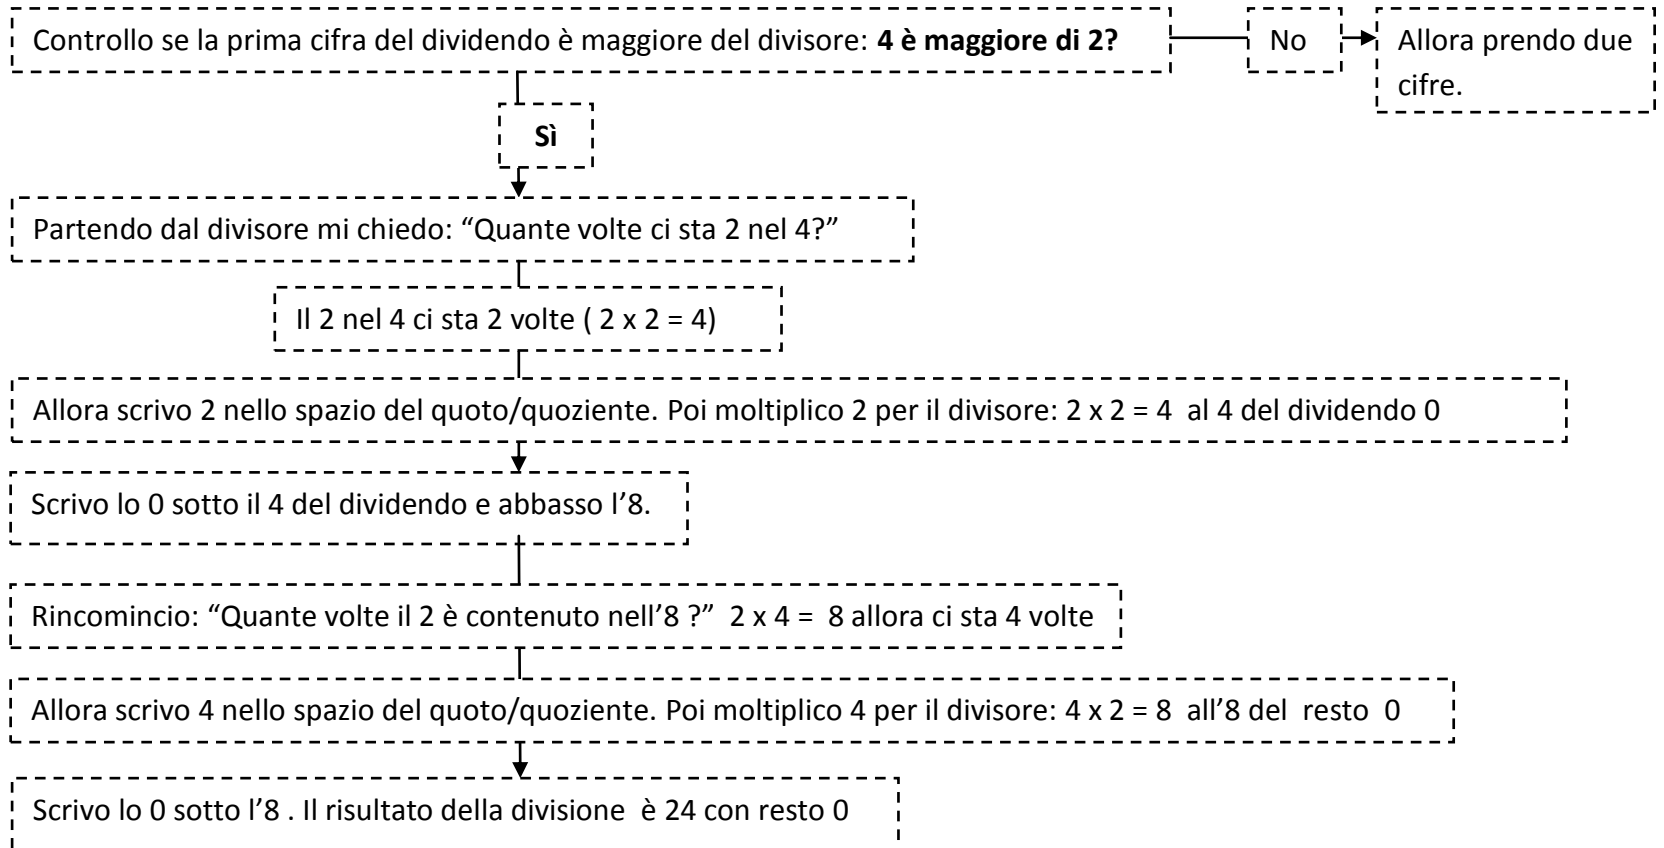 Controllo se la prima cifra del dividendo è maggiore del divisore: 4 è maggiore di 2?
No
Allora prendo due
cifre.
Sì
Partendo dal divisore mi chiedo: “Quante volte ci sta 2 nel 4?”
Il 2 nel 4 ci sta 2 volte ( 2 x 2 = 4)
Allora scrivo 2 nello spazio del quoto/quoziente. Poi moltiplico 2 per il divisore: 2 x 2 = 4 al 4 del dividendo 0
Scrivo lo 0 sotto il 4 del dividendo e abbasso l’8.
Rincomincio: “Quante volte il 2 è contenuto nell’8 ?” 2 x 4 = 8 allora ci sta 4 volte
Allora scrivo 4 nello spazio del quoto/quoziente. Poi moltiplico 4 per il divisore: 4 x 2 = 8 all’8 del resto 0
Scrivo lo 0 sotto l’8 . Il risultato della divisione è 24 con resto 0